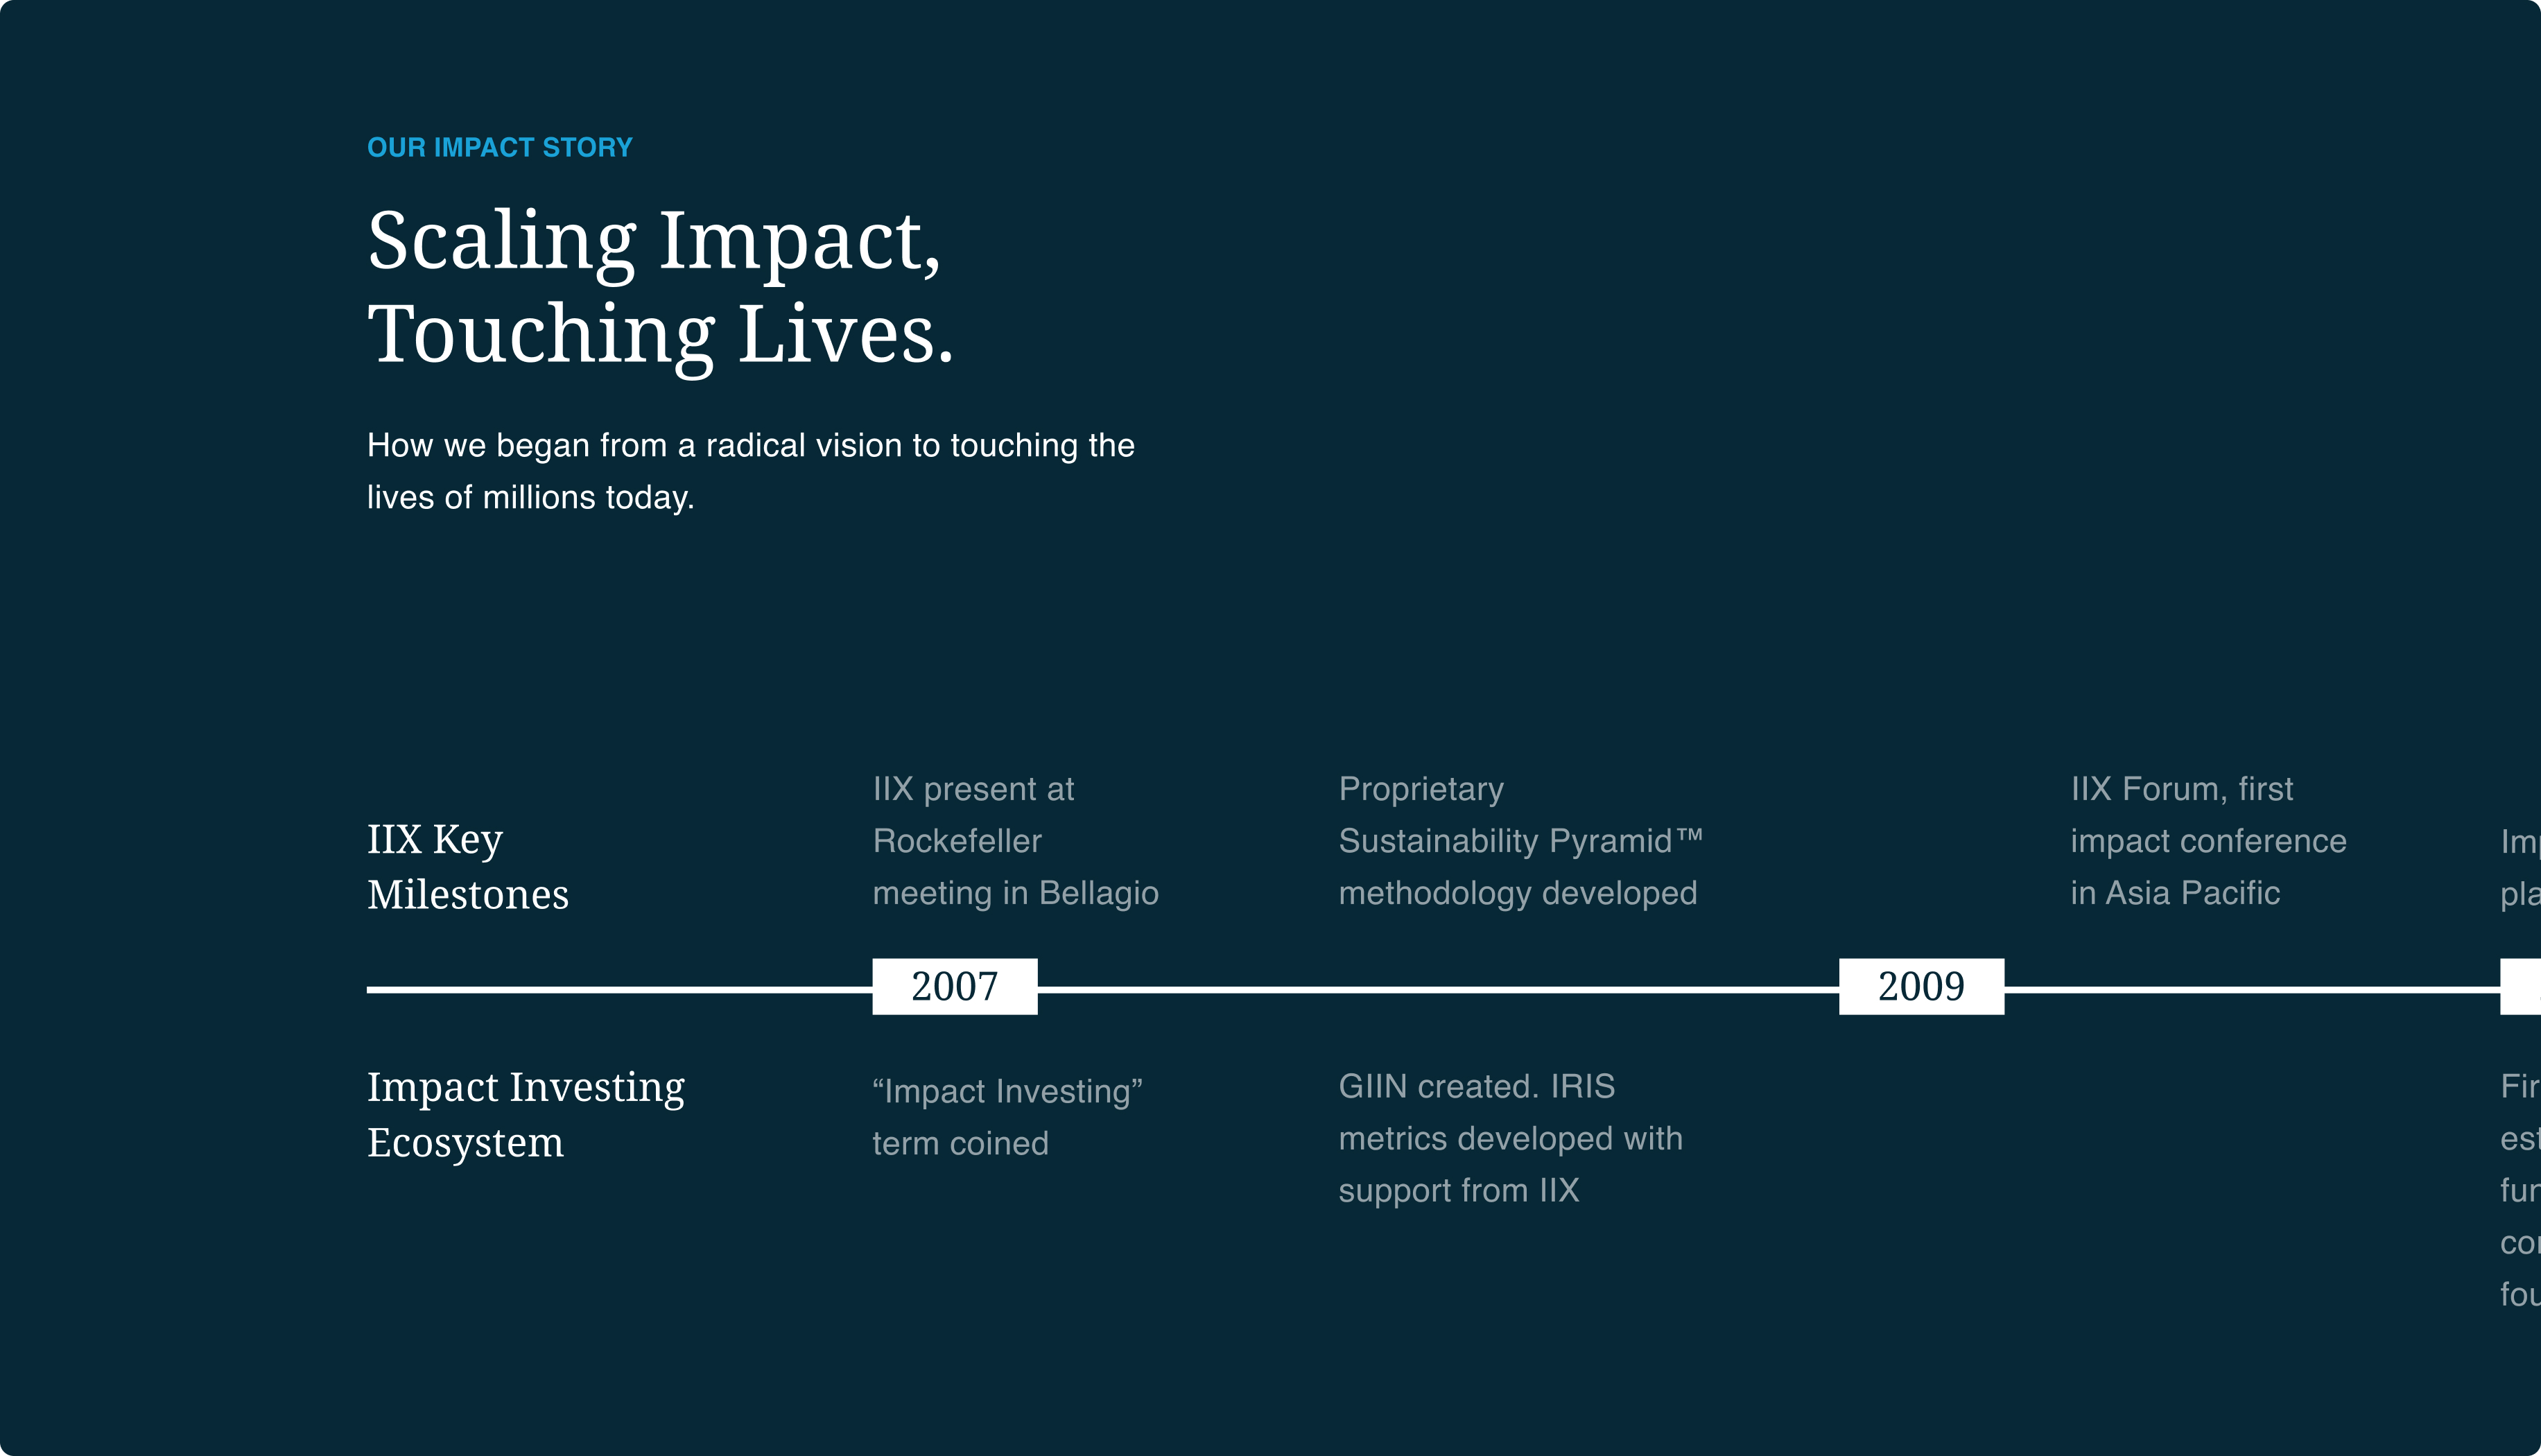 OUR IMPACT STORY
Scaling Impact,
Touching Lives.
How we began from a radical vision to touching the
lives of millions today.
IIX Key
Milestones
IIX present at
Rockefeller
meeting in Bellagio
Proprietary
Sustainability Pyramid™
methodology developed
IIX Forum, first
impact conference
in Asia Pacific
2007
2009
Impact Investing
Ecosystem
“Impact Investing”
term coined
GIIN created. IRIS
metrics developed with
support from IIX